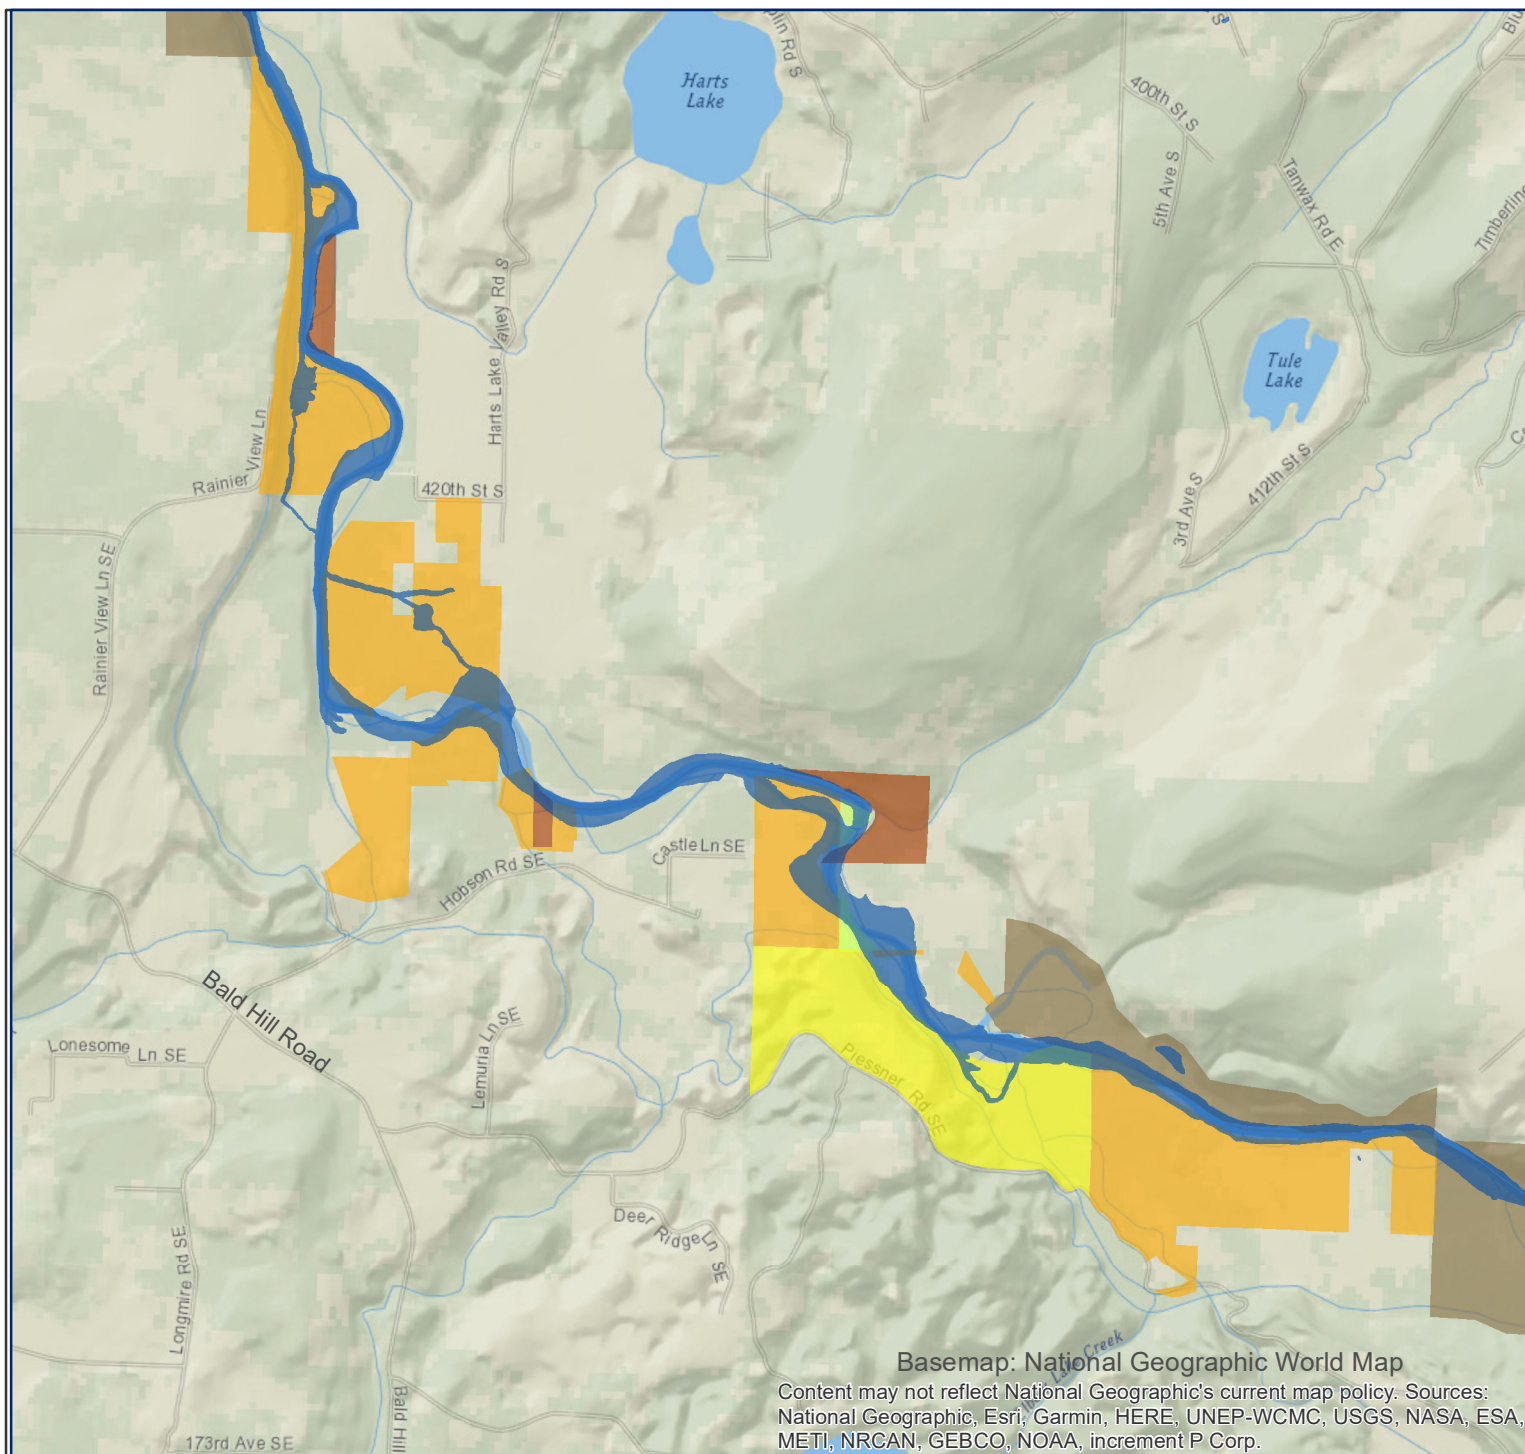 Harts
Lake
400th St S
5th Ave S
Tanwax Rd E
Timberline
Harts Lake Valley Rd S
Tule
Lake
Rainier View Ln
420th St S
3rd Ave S
412th St S
Rainier View Ln SE
Castle Ln SE
Hobson Rd SE
Bald Hill Road
Lemuria Ln SE
Lonesome Ln SE
Plessner Rd SE
Deer Ridge Ln SE
Longmire Rd SE
Lake Creek
Bald Hill
173rd Ave SE
Basemap: National Geographic World Map
Content may not reflect National Geographic's current map policy. Sources:
National Geographic, Esri, Garmin, HERE, UNEP-WCMC, USGS, NASA, ESA,
METI, NRCAN, GEBCO, NOAA, increment P Corp.